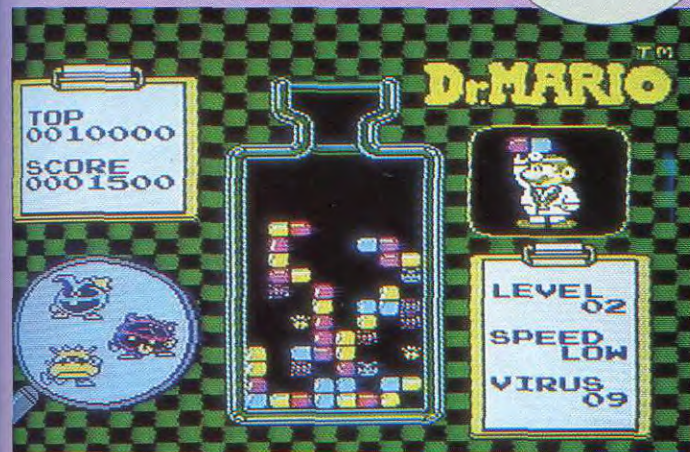 TOP
0010000
SCORE
0001500
TM
Dr.MARIO
LEVEL
02
SPEED
LOW
VIRUS
09